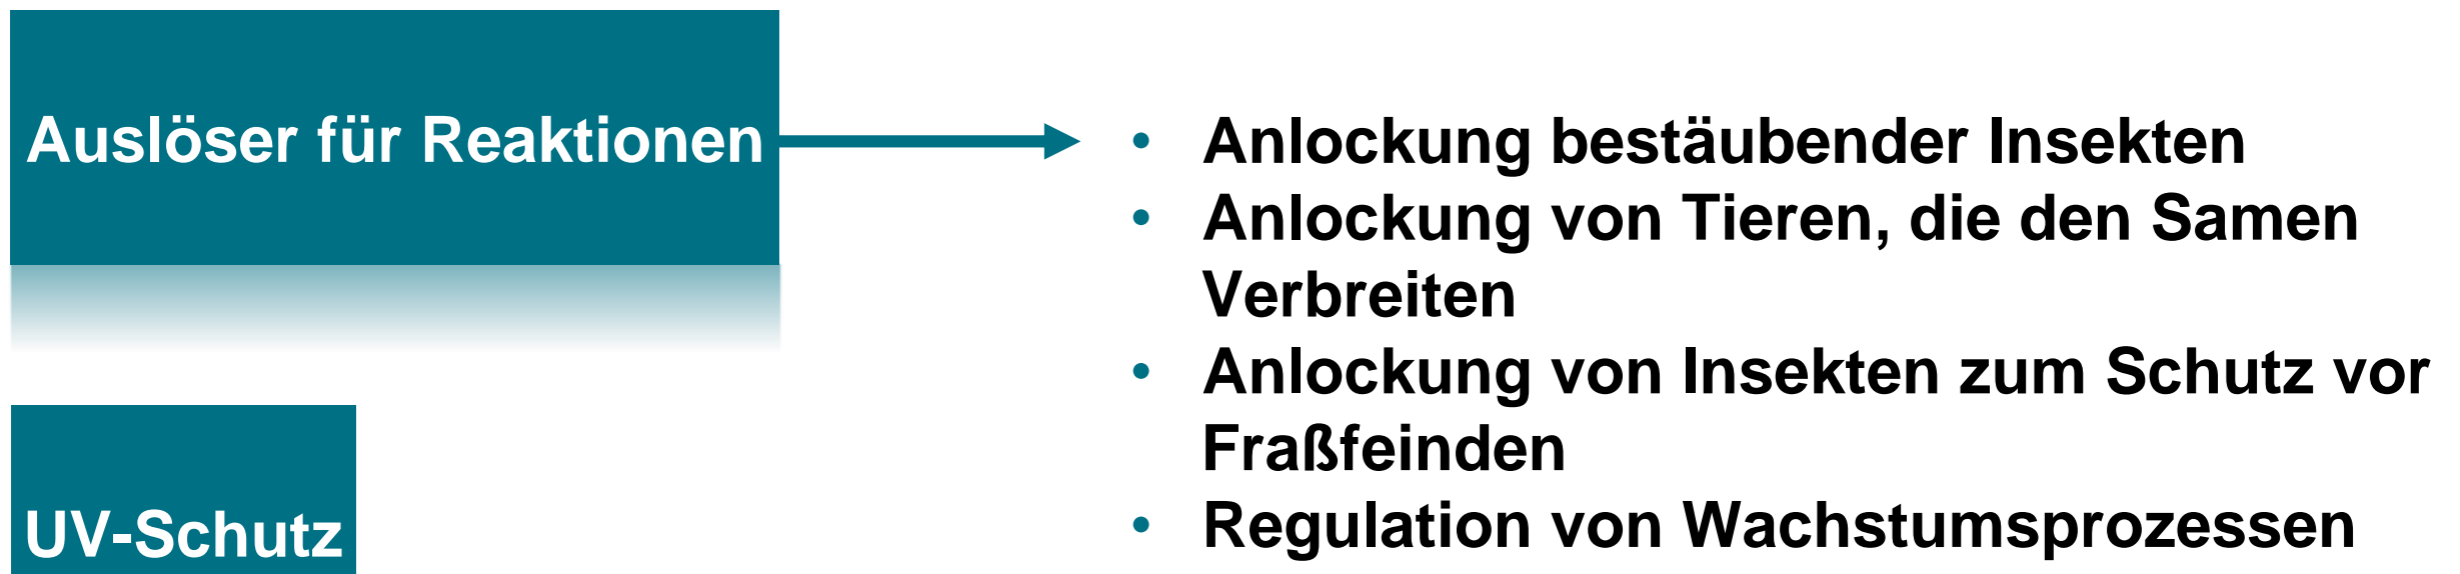 Auslöser für Reaktionen
• Anlockung bestäubender Insekten
• Anlockung von Tieren, die den Samen
Verbreiten
• Anlockung von Insekten zum Schutz vor
Fraßfeinden
• Regulation von Wachstumsprozessen
UV-Schutz